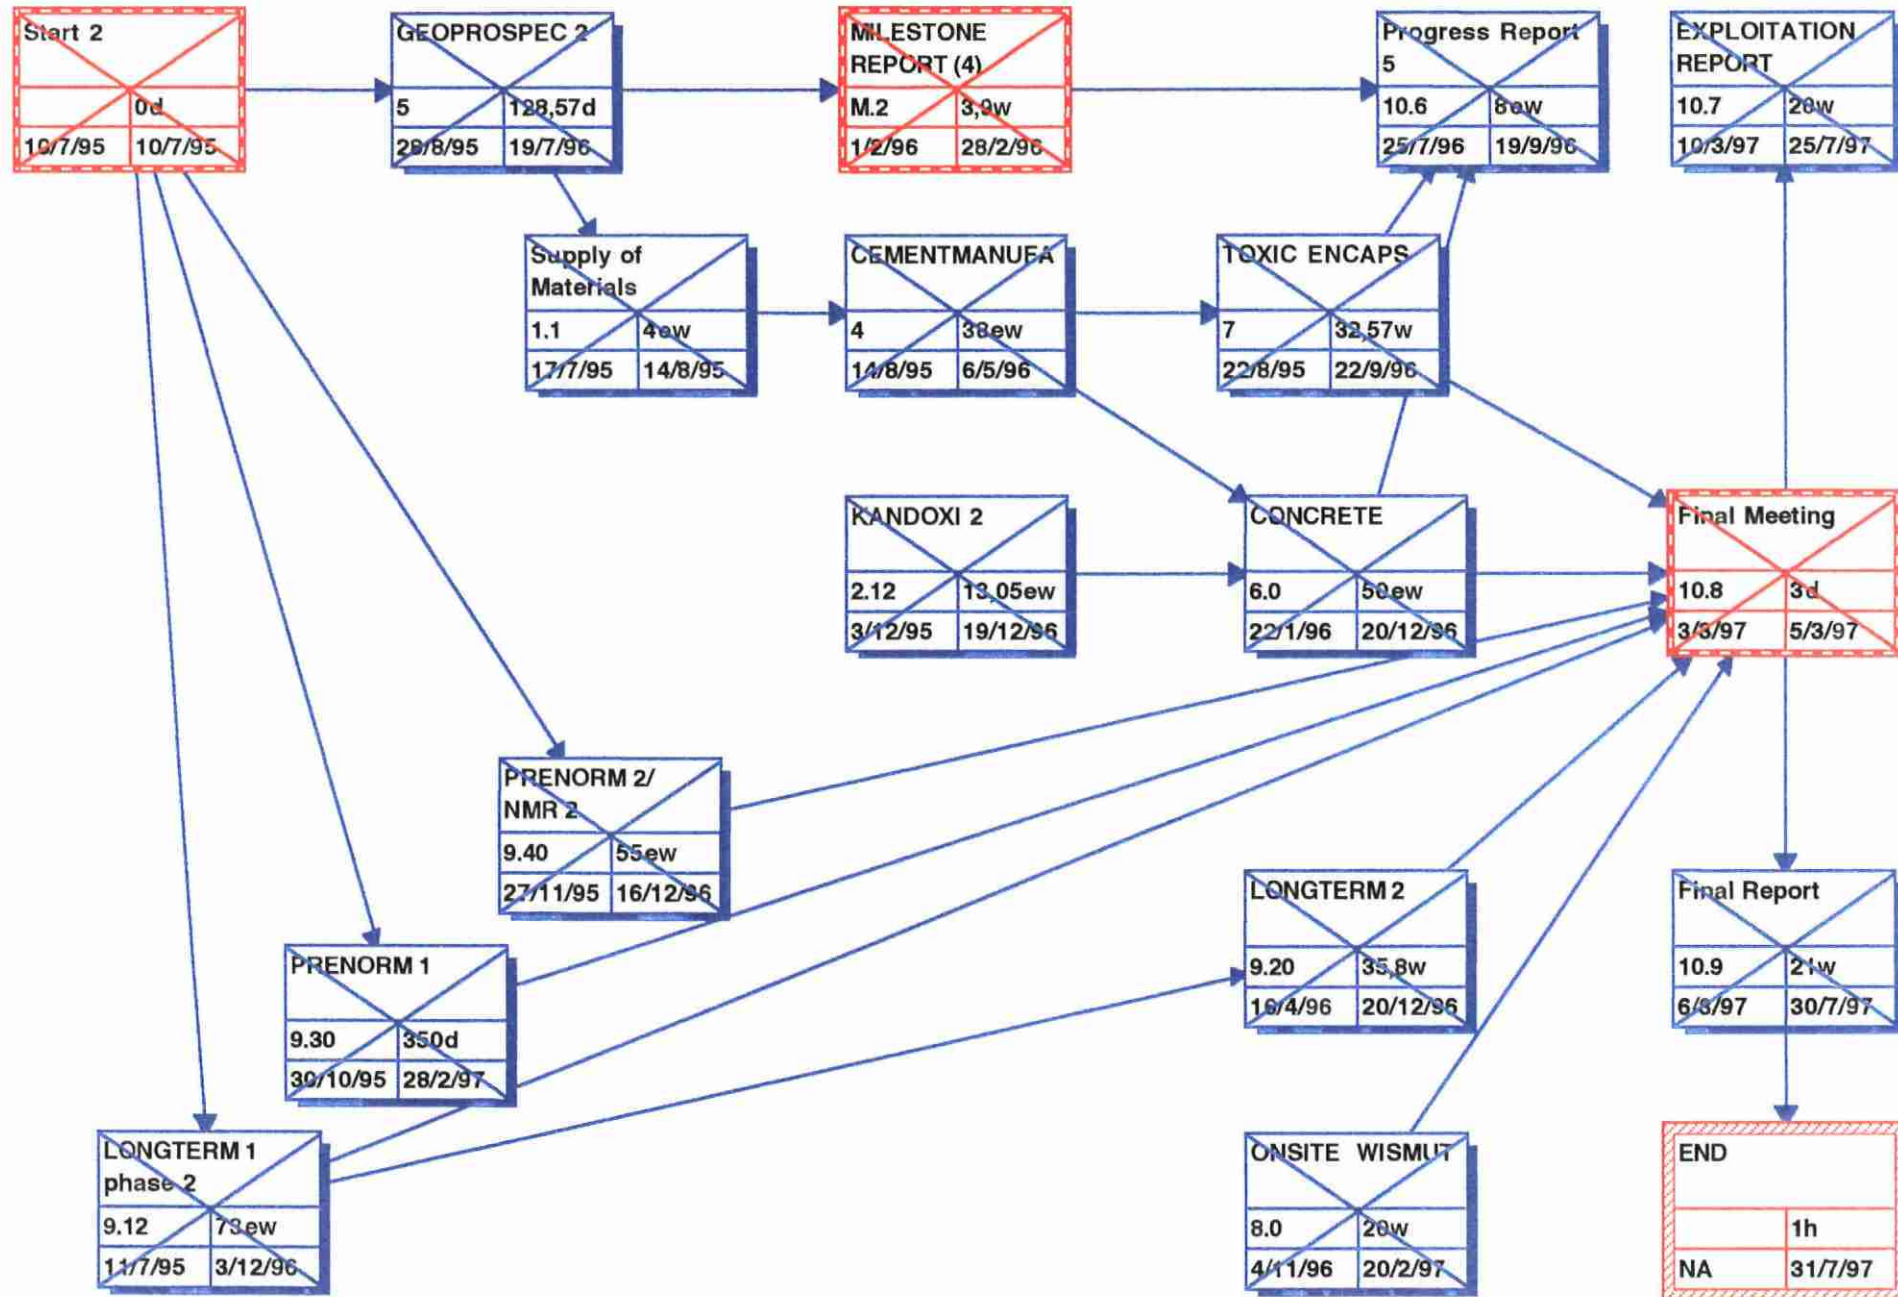 Start 2
0d
10/7/95 10/7/95
GEOPROSPEC 2
5 128,57d
28/8/95 19/7/96
MILESTONE
REPORT (4)
M.2 3,9w
1/2/96 28/2/96
Progress Report
5
10.6 8ew
25/7/96 19/9/96
EXPLOITATION
REPORT
10.7 20w
10/3/97 25/7/97
Supply of
Materials
1.1 4ew
17/7/95 14/8/95
CEMENTMANUFA
4 38ew
14/8/95 6/5/96
TOXIC ENCAPS
7 32,57w
22/8/95 22/9/96
KANDOXI 2
2.12 13,05ew
3/12/95 19/12/96
CONCRETE
6.0 50ew
22/1/96 20/12/96
Final Meeting
10.8 3d
3/3/97 5/3/97
PRENORM 2/
NMR 2
9.40 55ew
27/11/95 16/12/96
LONGTERM 2
9.20 35,8w
16/4/96 20/12/96
Final Report
10.9 21w
6/3/97 30/7/97
PRENORM 1
9.30 350d
30/10/95 28/2/97
LONGTERM 1
phase 2
9.12 73ew
11/7/95 3/12/96
ONSITE WISMUT
8.0 20w
4/11/96 20/2/97
END
1h
NA 31/7/97